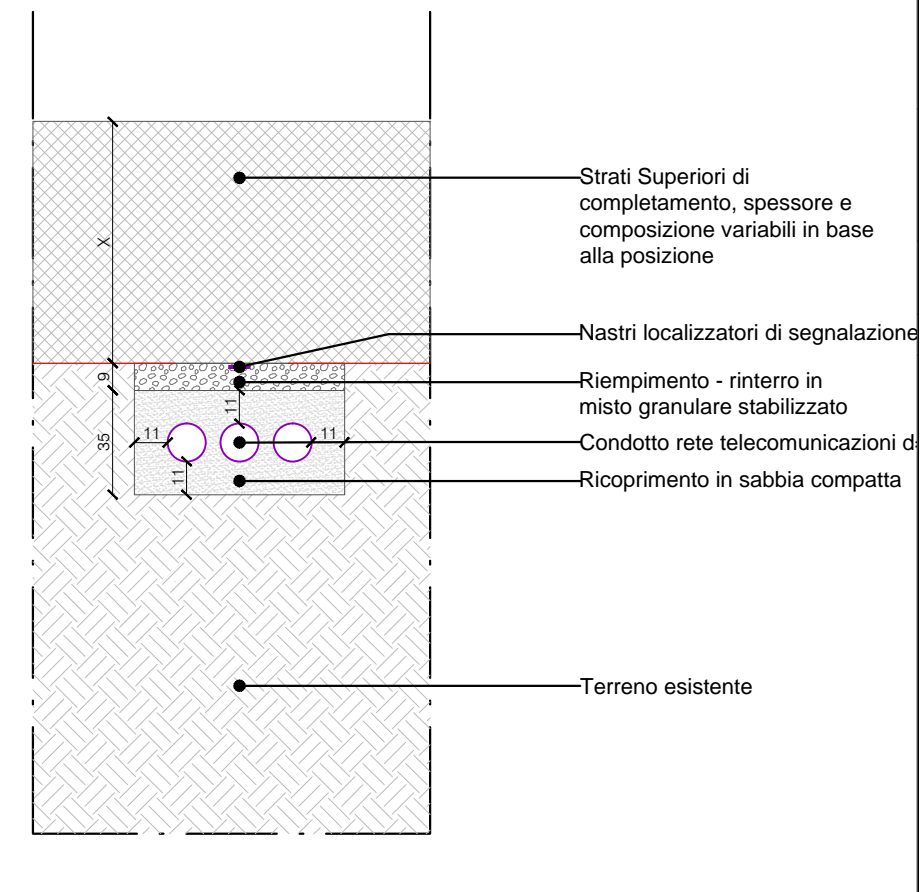 Strati Superiori di
completamento, spessore e
composizione variabili in base
alla posizione
X
Nastri localizzatori di segnalazione
9
Riempimento - rinterro in
misto granulare stabilizzato
11
35
11
11
Condotto rete telecomunicazioni
11
Ricoprimento in sabbia compatta
Terreno esistente